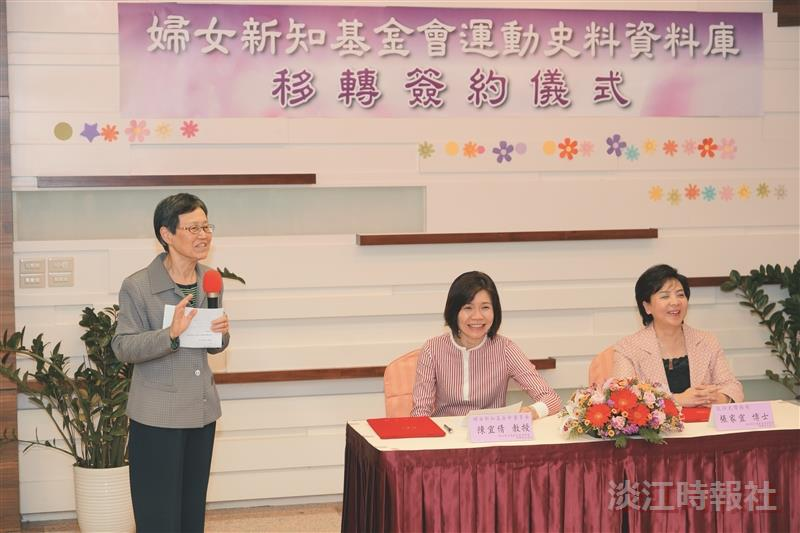 婦女新知基金會運動史料資料庫
移轉簽約儀式
陳宜倩 教授
張家宜 博士
淡江時報社